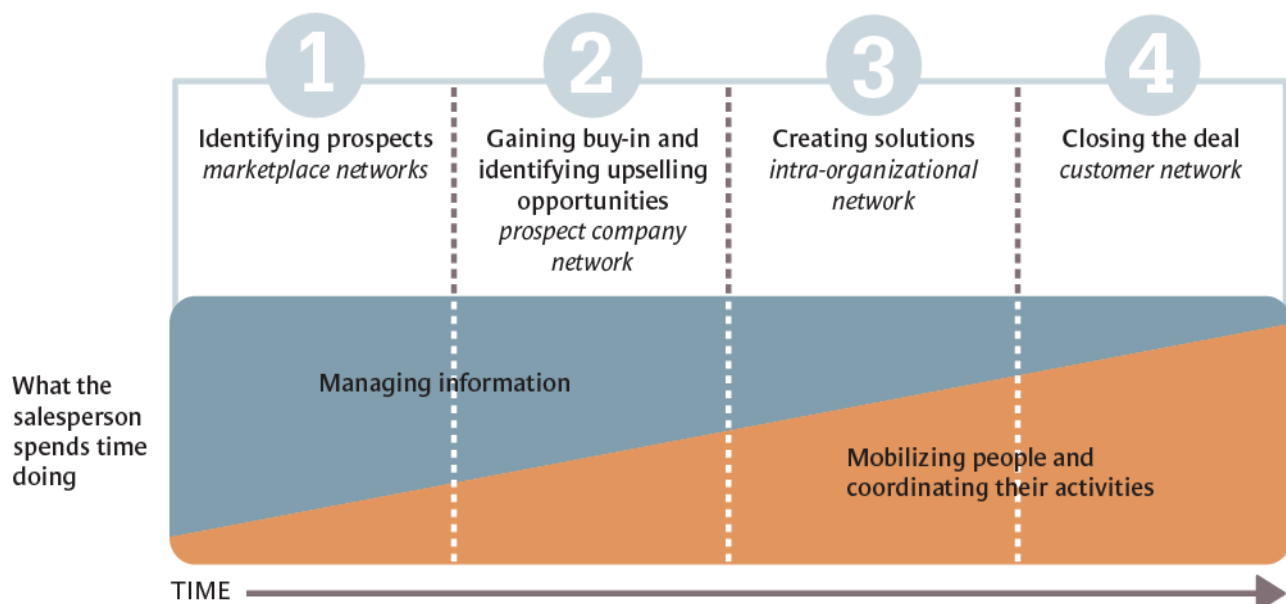 1
2
3
4
Identifying prospects
marketplace networks
Gaining buy-in and
identifying upselling
opportunities
prospect company
network
Creating solutions
intra-organizational
network
Closing the deal
customer network
What the
salesperson
spends time
doing
Managing information
Mobilizing people and
coordinating their activities
TIME